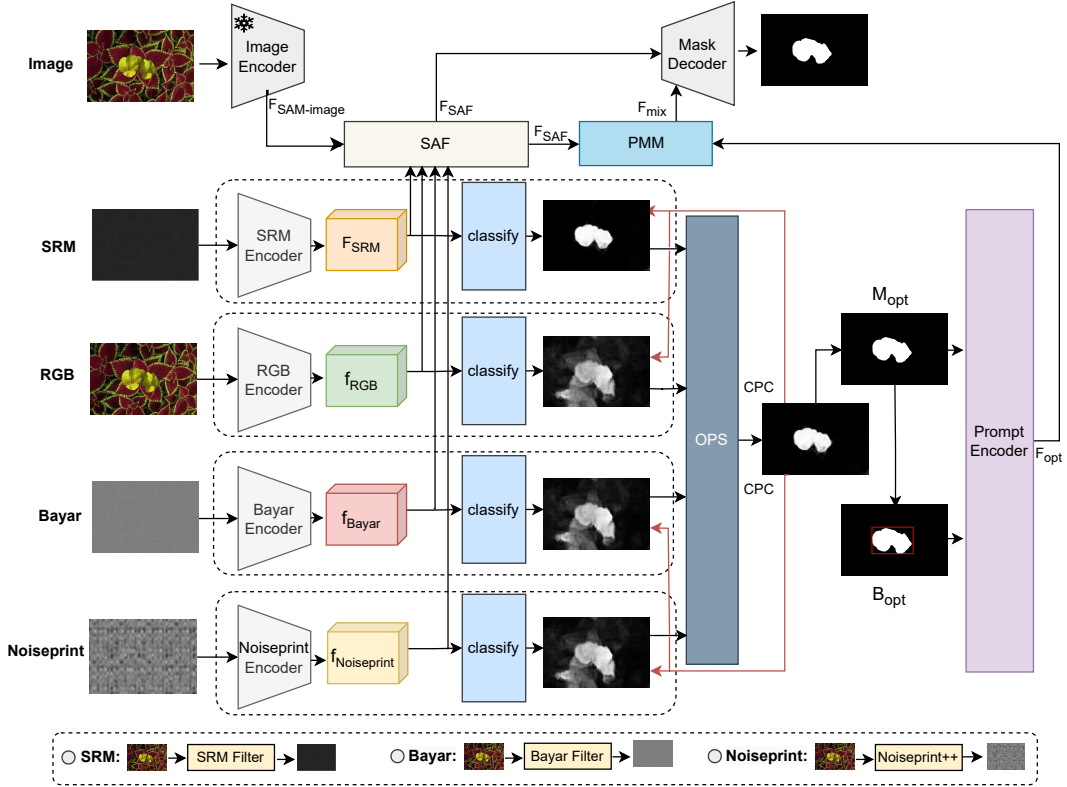 Image
Image
Encoder
F_SAM-image
F_SAF
SAF
F_SAF
PMM
F_mix
Mask
Decoder
SRM
SRM
Encoder
F_SRM
classify
RGB
RGB
Encoder
f_RGB
classify
Bayar
Bayar
Encoder
f_Bayar
classify
Noiseprint
Noiseprint
Encoder
f_Noiseprint
classify
OPS
CPC
CPC
M_opt
B_opt
Prompt
Encoder
F_opt
SRM:
SRM Filter
Bayar:
Bayar Filter
Noiseprint:
Noiseprint++